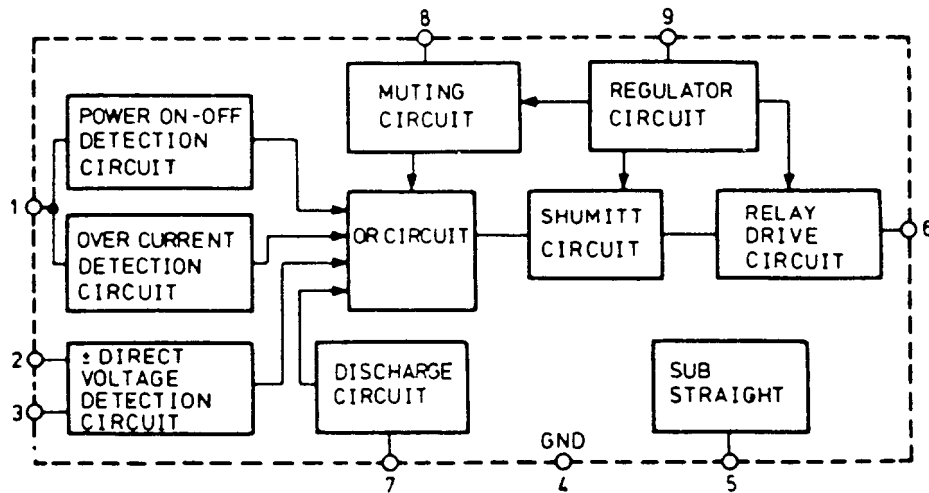 8
9
MUTING
CIRCUIT
REGULATOR
CIRCUIT
POWER ON-OFF
DETECTION
CIRCUIT
1
OVER CURRENT
DETECTION
CIRCUIT
OR CIRCUIT
SHUMITT
CIRCUIT
RELAY
DRIVE
CIRCUIT
6
2
3
± DIRECT
VOLTAGE
DETECTION
CIRCUIT
DISCHARGE
CIRCUIT
SUB
STRAIGHT
GND
7
4
5